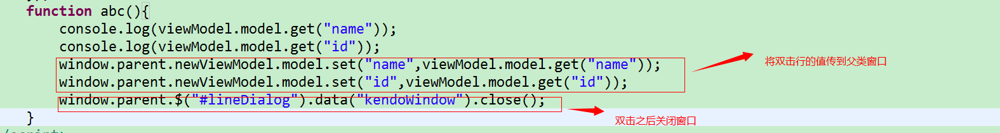 function abc(){
console.log(viewModel.model.get("name"));
console.log(viewModel.model.get("id"));
window.parent.newViewModel.model.set("name",viewModel.model.get("name"));
将双击行的值传到父类窗口
window.parent.newViewModel.model.set("id",viewModel.model.get("id"));
window.parent.$("#lineDialog").data("kendoWindow").close();
双击之后关闭窗口
}